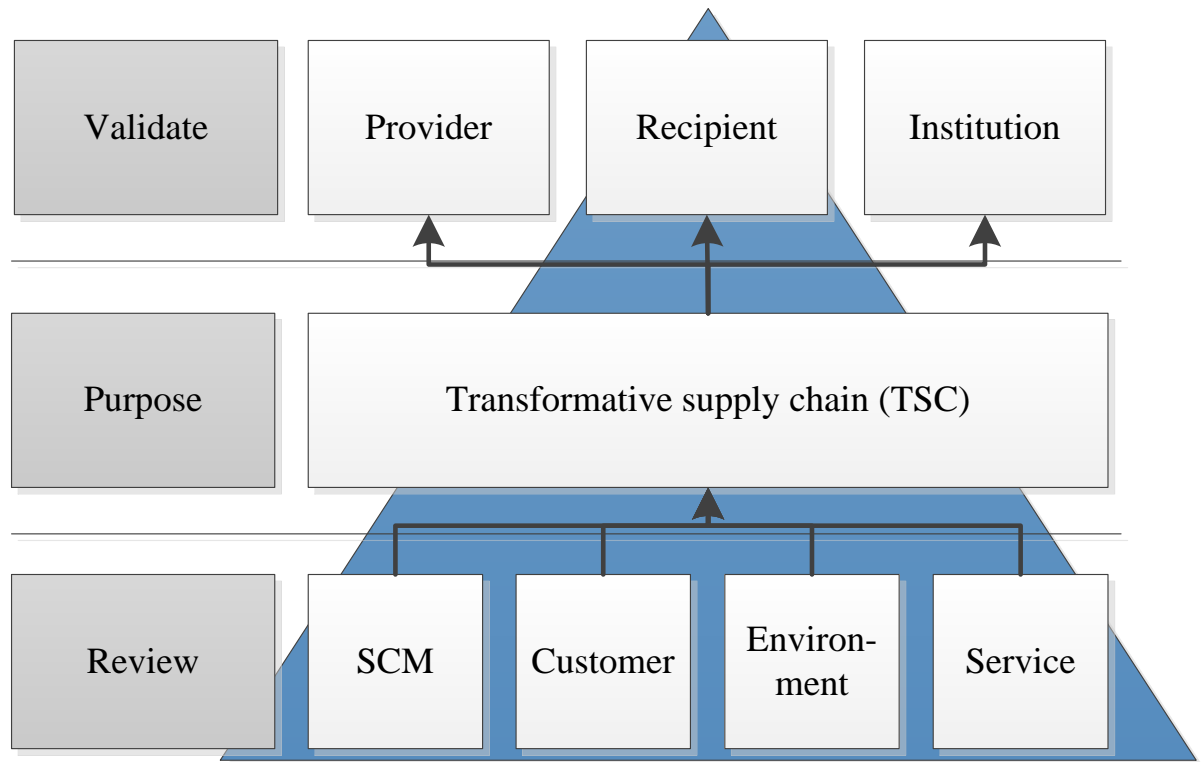 Validate
Provider
Recipient
Institution
Purpose
Transformative supply chain (TSC)
Review
SCM
Customer
Environ-
ment
Service